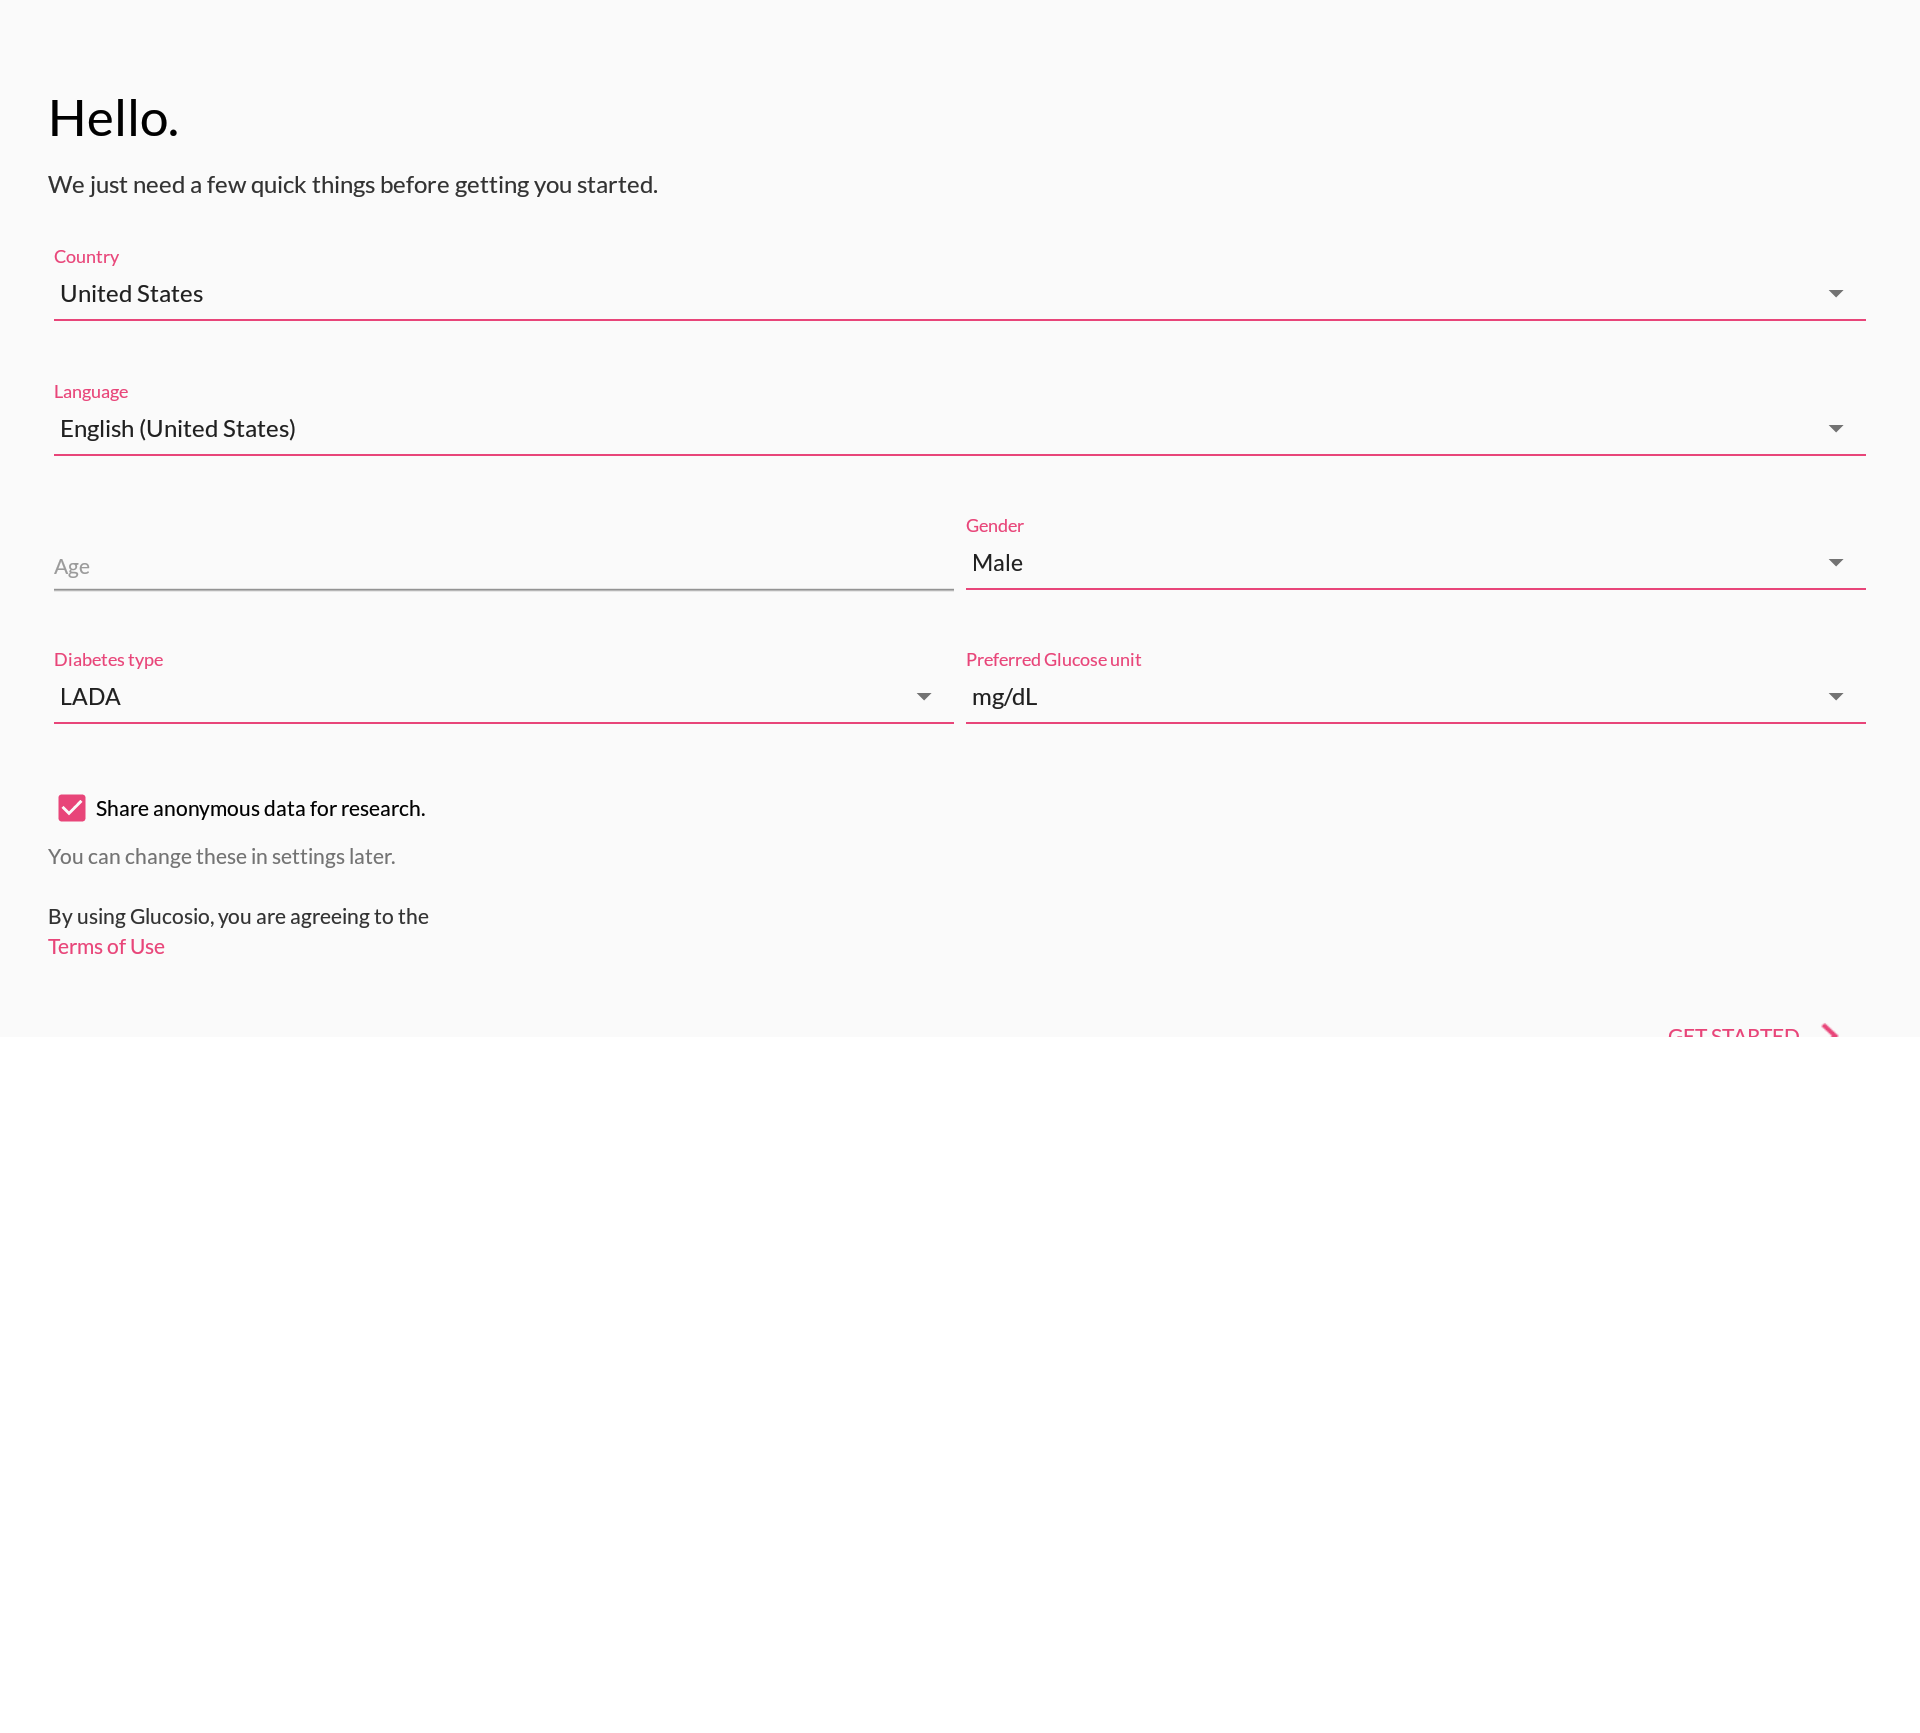 Hello.
We just need a few quick things before getting you started.
Country
United States
Language
English (United States)
Age
Gender
Male
Diabetes type
LADA
Preferred Glucose unit
mg/dL
Share anonymous data for research.
You can change these in settings later.
By using Glucosio, you are agreeing to the
Terms of Use
GET STARTED